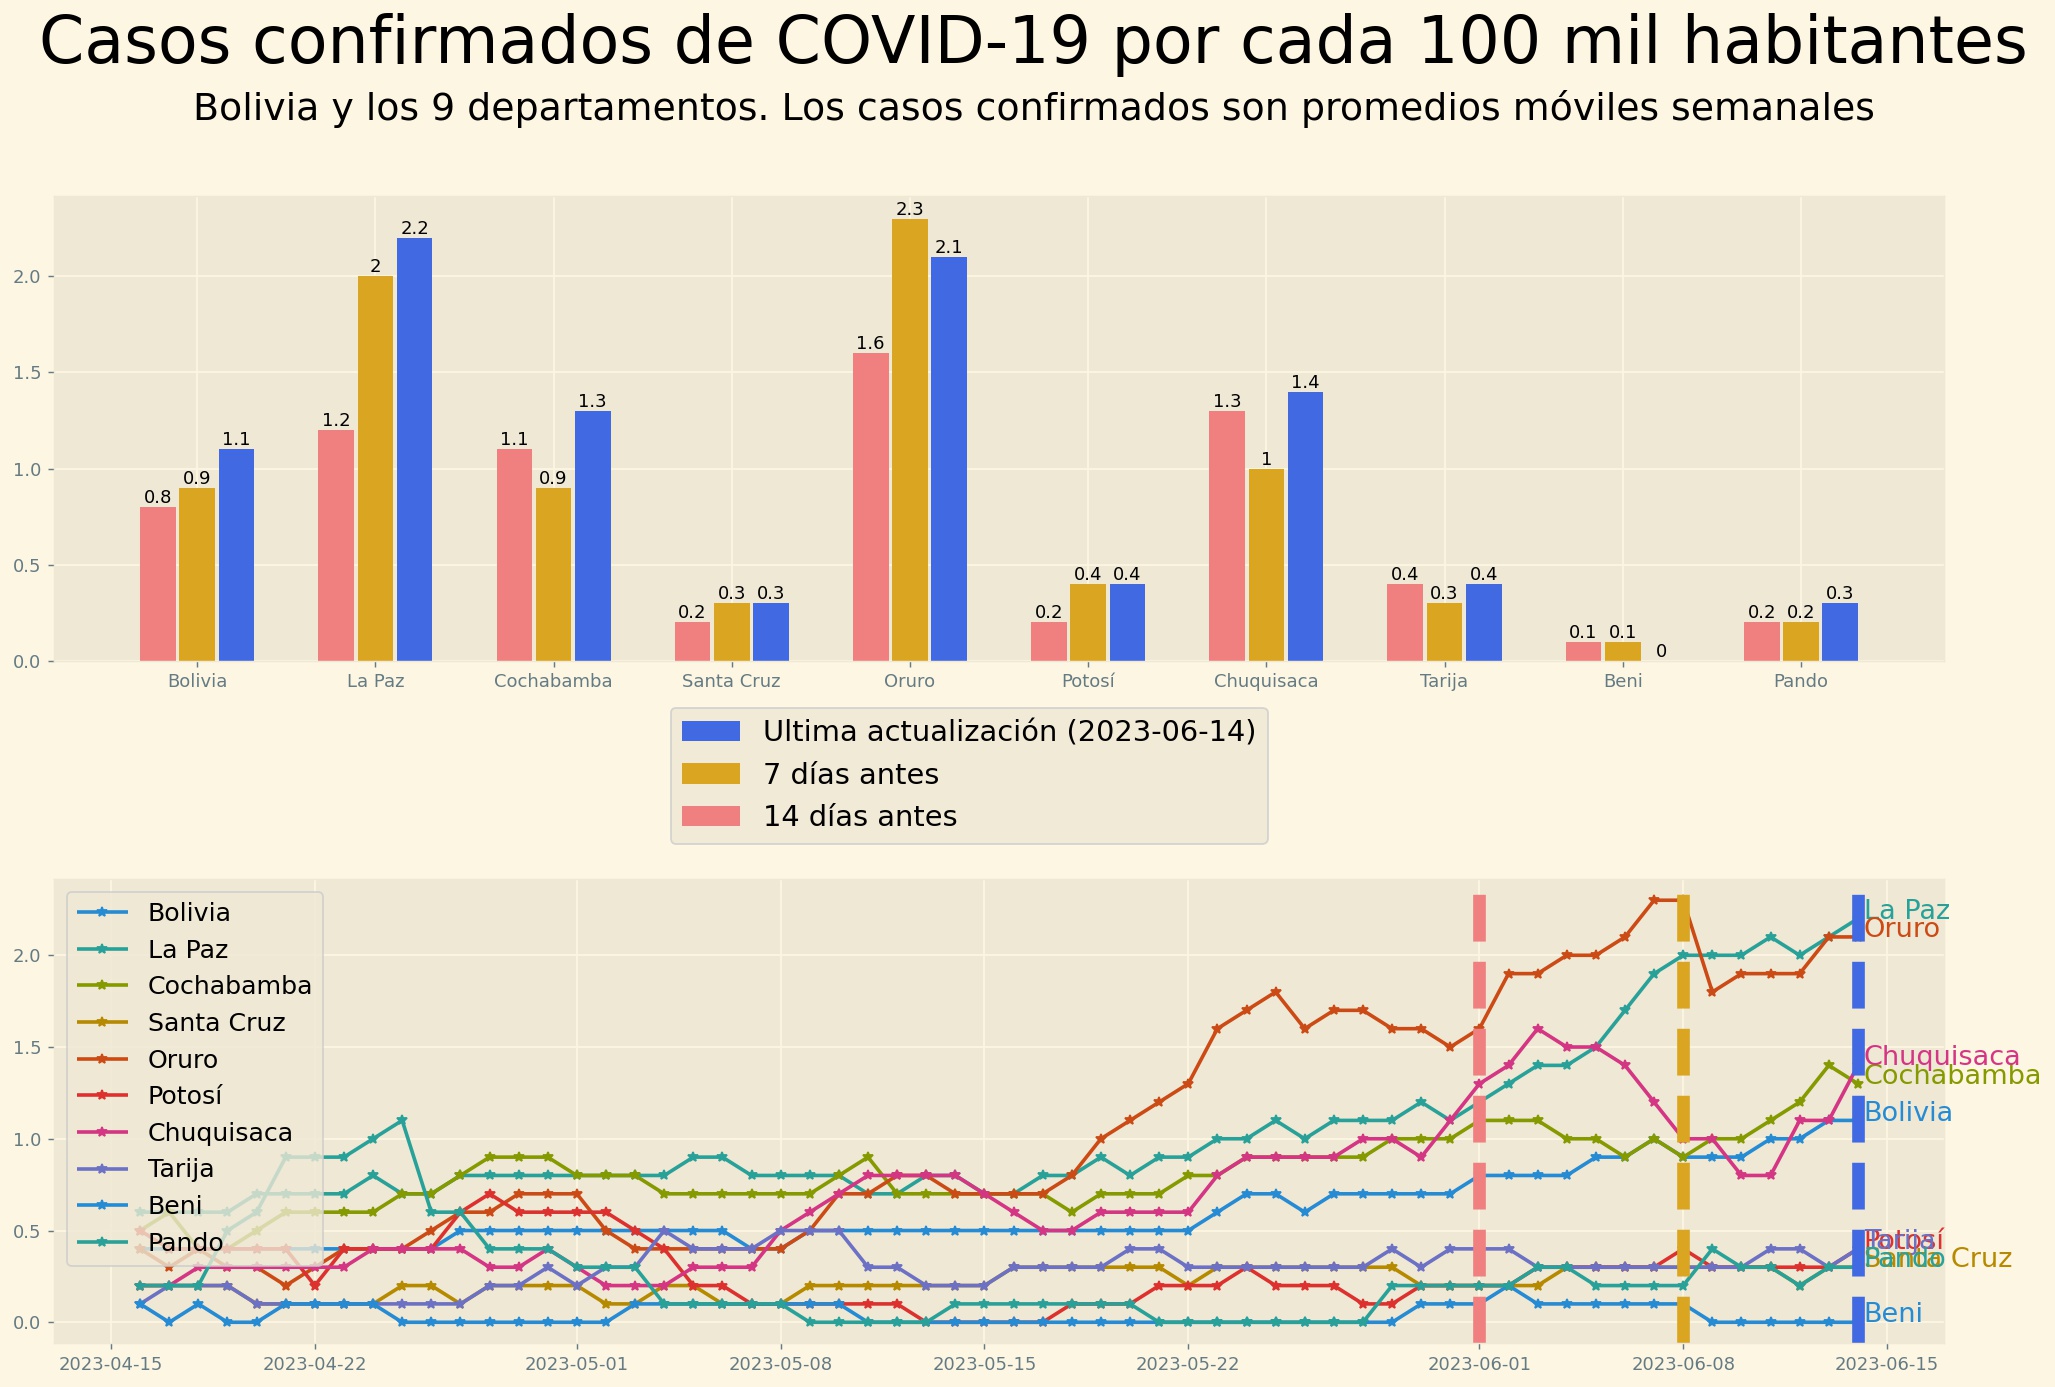 Casos confirmados de COVID-19 por cada 100 mil habitantes
Bolivia y los 9 departamentos. Los casos confirmados son promedios móviles semanales
2.0
1.5
1.0
0.5
0.0
0.8 0.9 1.1
1.2 2 2.2
1.1 0.9 1.3
0.2 0.3 0.3
1.6 2.3 2.1
0.2 0.4 0.4
1.3 1 1.4
0.4 0.3 0.4
0.1 0.1 0
0.2 0.2 0.3
Bolivia La Paz Cochabamba Santa Cruz Oruro Potosí Chuquisaca Tarija Beni Pando
Ultima actualización (2023-06-14)
7 días antes
14 días antes
2.0
1.5
1.0
0.5
0.0
Bolivia
La Paz
Cochabamba
Santa Cruz
Oruro
Potosí
Chuquisaca
Tarija
Beni
Pando
La Paz
Oruro
Chuquisaca
Cochabamba
Bolivia
Tarija
Potosí
Pando
Santa Cruz
Beni
2023-04-15 2023-04-22 2023-05-01 2023-05-08 2023-05-15 2023-05-22 2023-06-01 2023-06-08 2023-06-15